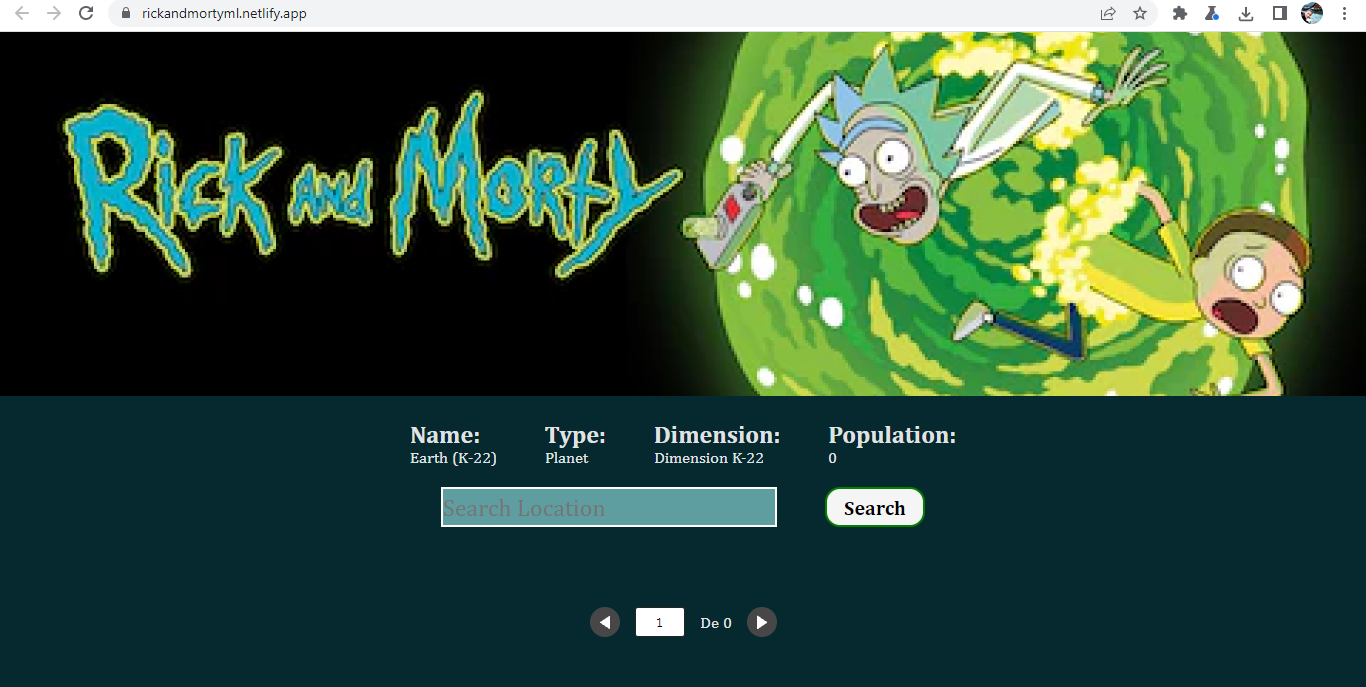 rickandmortyml.netlify.app
Rick and Morty
Name: Type: Dimension: Population:
Earth (K-22) Planet Dimension K-22 0
Search Location Search
1 De 0